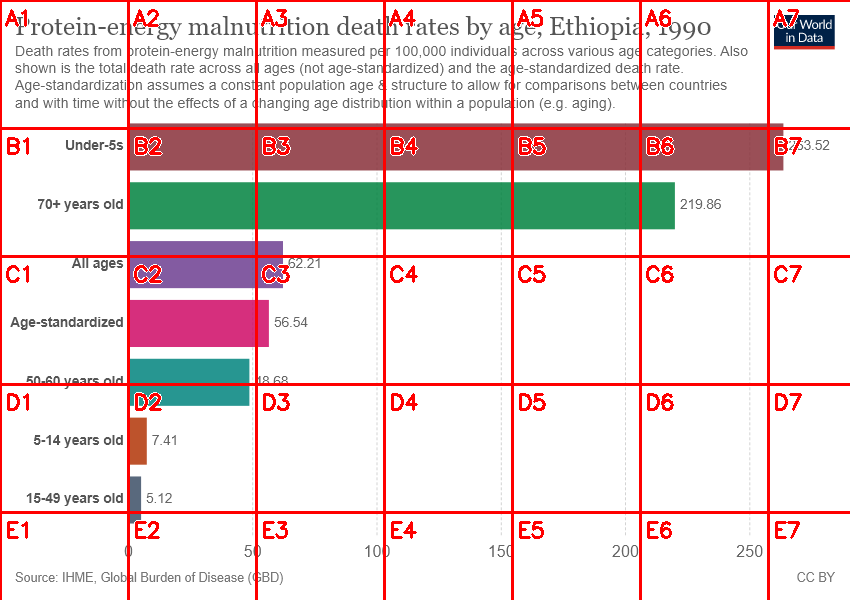 Protein-energy malnutrition death rates by age, Ethiopia, 1990
Our World
in Data
Death rates from protein-energy malnutrition measured per 100,000 individuals across various age categories. Also
shown is the total death rate across all ages (not age-standardized) and the age-standardized death rate.
Age-standardization assumes a constant population age & structure to allow for comparisons between countries
and with time without the effects of a changing age distribution within a population (e.g. aging).
Under-5s 263.52
70+ years old 219.86
All ages 62.21
Age-standardized 56.54
50-60 years old 48.68
5-14 years old 7.41
15-49 years old 5.12
0 50 100 150 200 250
Source: IHME, Global Burden of Disease (GBD)
CC BY
A1 A2 A3 A4 A5 A6 A7
B1 B2 B3 B4 B5 B6 B7
C1 C2 C3 C4 C5 C6 C7
D1 D2 D3 D4 D5 D6 D7
E1 E2 E3 E4 E5 E6 E7